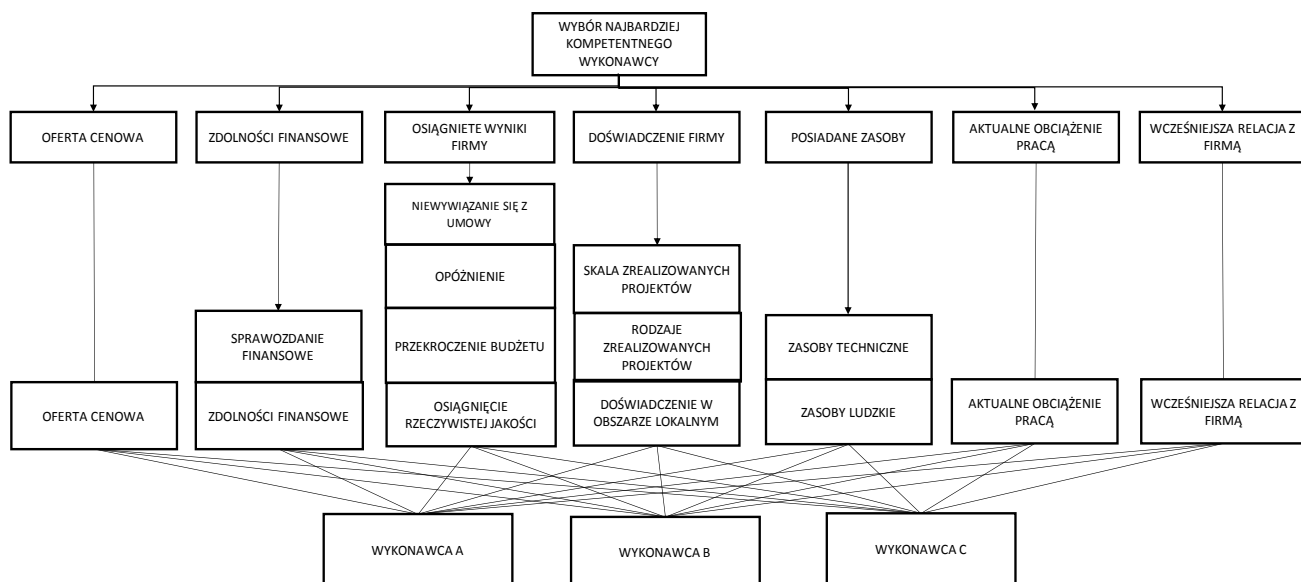 WYBÓR NAJBARDZIEJ
KOMPETENTNEGO
WYKONAWCY
OFERTA CENOWA
ZDOLNOŚCI FINANSOWE
OSIĄGNIETE WYNIKI
FIRMY
DOŚWIADCZENIE FIRMY
POSIADANE ZASOBY
AKTUALNE OBCIĄŻENIE
PRACĄ
WCZEŚNIEJSZA RELACJA Z
FIRMĄ
NIEWYWIĄZANIE SIĘ Z
UMOWY
OPÓŹNIENIE
SKALA ZREALIZOWANYCH
PROJEKTÓW
SPRAWOZDANIE
FINANSOWE
PRZEKROCZENIE BUDŻETU
RODZAJE
ZREALIZOWANYCH
PROJEKTÓW
ZASOBY TECHNICZNE
OFERTA CENOWA
ZDOLNOŚCI FINANSOWE
OSIĄGNIĘCIE
RZECZYWISTEJ JAKOŚCI
DOŚWIADCZENIE W
OBSZARZE LOKALNYM
ZASOBY LUDZKIE
AKTUALNE OBCIĄŻENIE
PRACĄ
WCZEŚNIEJSZA RELACJA Z
FIRMĄ
WYKONAWCA A
WYKONAWCA B
WYKONAWCA C